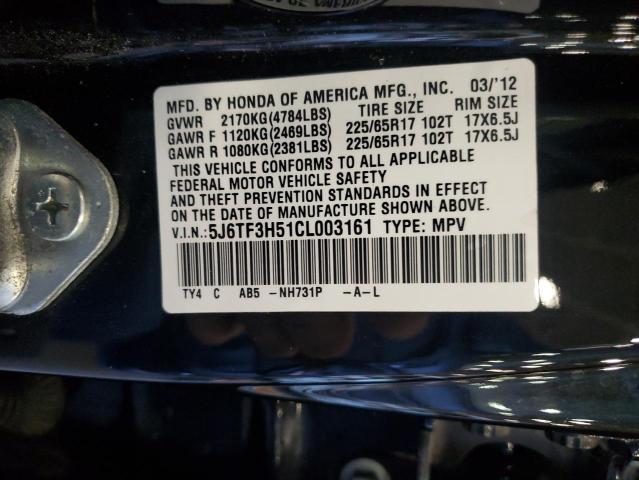 MFD. BY HONDA OF AMERICA MFG., INC. 03/'12
GVWR 2170KG(4784LBS) TIRE SIZE RIM SIZE
GAWR F 1120KG(2469LBS) 225/65R17 102T 17X6.5J
GAWR R 1080KG(2381LBS) 225/65R17 102T 17X6.5J
THIS VEHICLE CONFORMS TO ALL APPLICABLE
FEDERAL MOTOR VEHICLE SAFETY
AND THEFT PREVENTION STANDARDS IN EFFECT
ON THE DATE OF MANUFACTURE SHOWN ABOVE.
V.I.N.:5J6TF3H51CL003161 TYPE: MPV
TY4 C AB5 -NH731P -A-L